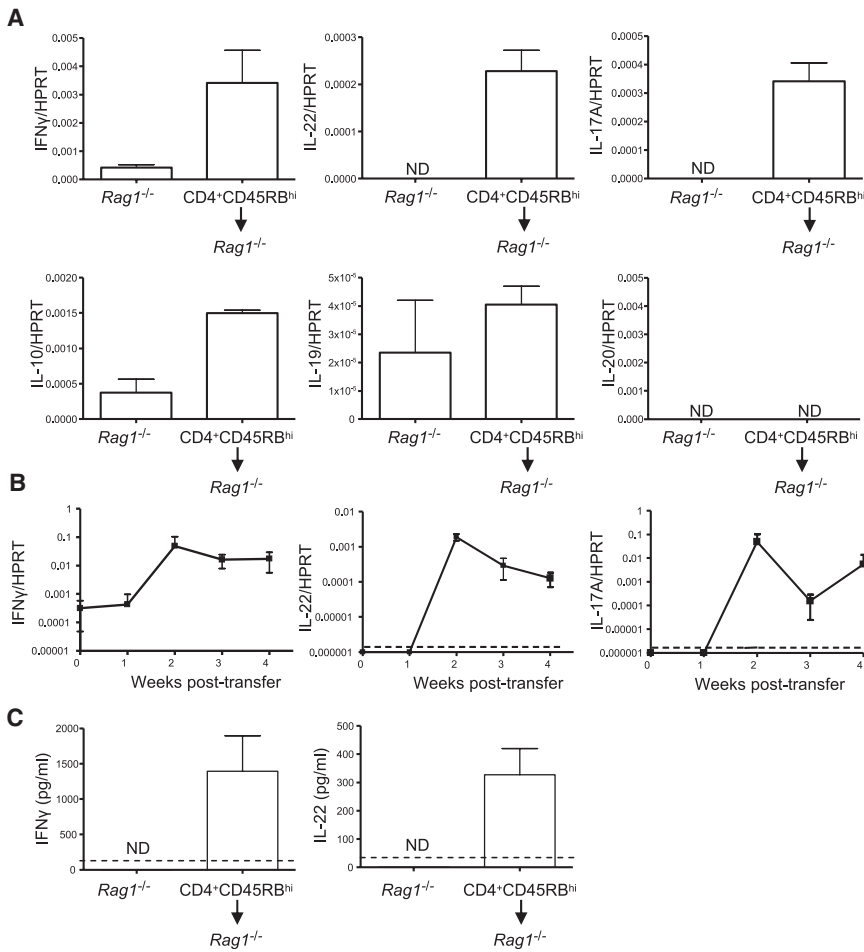 A
IFNγ/HPRT
0.005
0.004
0.003
0.002
0.001
0.000
Rag1-/-
CD4+CD45RBhi
Rag1-/-
IL-22/HPRT
0.0003
0.0002
0.0001
0.0000
ND
Rag1-/-
CD4+CD45RBhi
Rag1-/-
IL-17A/HPRT
0.0005
0.0004
0.0003
0.0002
0.0001
0.0000
ND
Rag1-/-
CD4+CD45RBhi
Rag1-/-
IL-10/HPRT
0.0020
0.0015
0.0010
0.0005
0.0000
Rag1-/-
CD4+CD45RBhi
Rag1-/-
IL-19/HPRT
5x10-5
4x10-5
3x10-5
2x10-5
1x10-5
0
Rag1-/-
CD4+CD45RBhi
Rag1-/-
IL-20/HPRT
0.005
0.004
0.003
0.002
0.001
0.000
ND
ND
Rag1-/-
CD4+CD45RBhi
Rag1-/-
B
IFNγ/HPRT
1
0.1
0.01
0.001
0.0001
0.00001
0 1 2 3 4
Weeks post-transfer
IL-22/HPRT
0.01
0.001
0.0001
0.00001
0.000001
0 1 2 3 4
Weeks post-transfer
IL-17A/HPRT
1
0.1
0.01
0.001
0.0001
0.00001
0.000001
0 1 2 3 4
Weeks post-transfer
C
IFNγ (pg/ml)
2000
1500
1000
500
0
ND
Rag1-/-
CD4+CD45RBhi
Rag1-/-
IL-22 (pg/ml)
500
400
300
200
100
0
ND
Rag1-/-
CD4+CD45RBhi
Rag1-/-